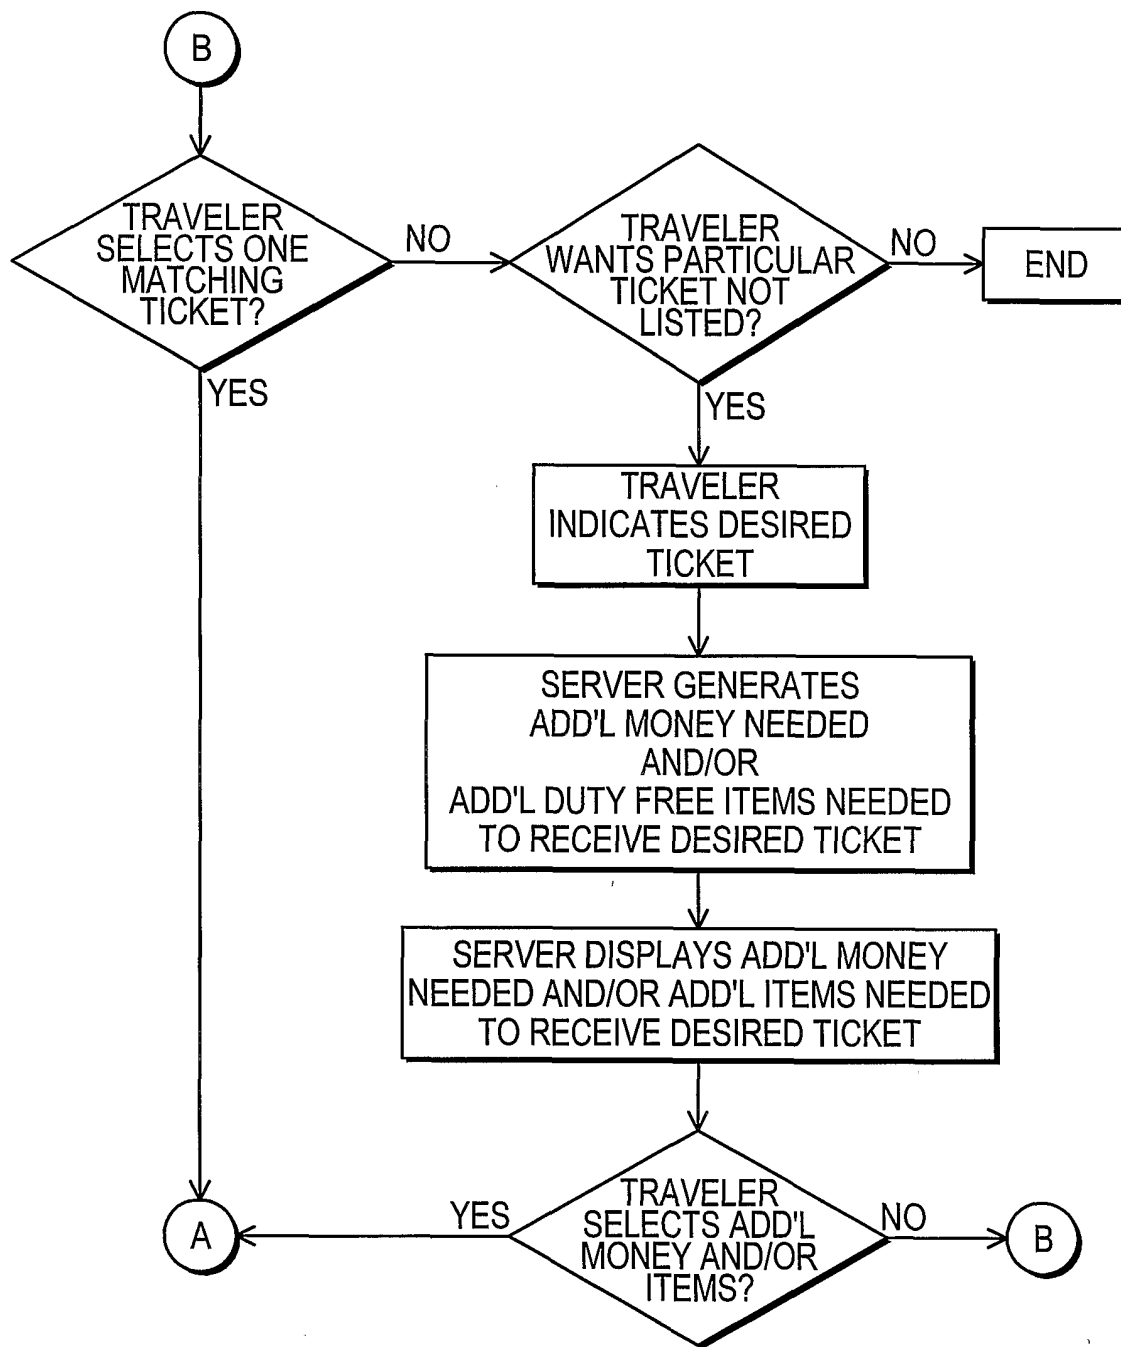 B
TRAVELER
SELECTS ONE
MATCHING
TICKET?
NO
TRAVELER
WANTS PARTICULAR
TICKET NOT
LISTED?
NO
END
YES
YES
TRAVELER
INDICATES DESIRED
TICKET
SERVER GENERATES
ADD'L MONEY NEEDED
AND/OR
ADD'L DUTY FREE ITEMS NEEDED
TO RECEIVE DESIRED TICKET
SERVER DISPLAYS ADD'L MONEY
NEEDED AND/OR ADD'L ITEMS NEEDED
TO RECEIVE DESIRED TICKET
A
YES
TRAVELER
SELECTS ADD'L
MONEY AND/OR
ITEMS?
NO
B